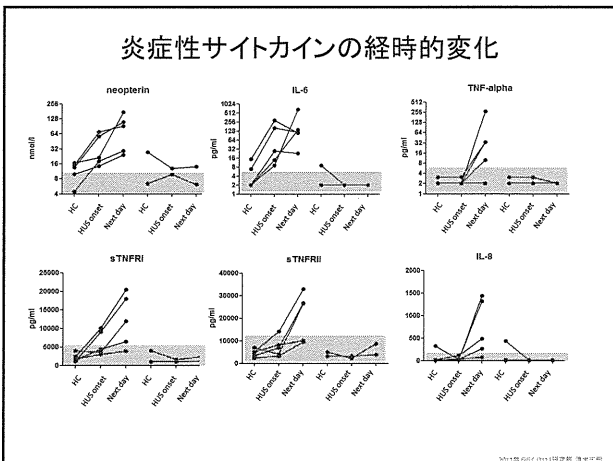 炎症性サイトカインの経時的変化
neopterin
nmol/l
256
128
64
32
16
8
4
HC
HUS onset
Next day
HC
HUS onset
Next day
IL-6
pg/ml
1024
512
256
128
64
32
16
8
4
2
1
HC
HUS onset
Next day
HC
HUS onset
Next day
TNF-alpha
pg/ml
512
256
128
64
32
16
8
4
2
1
HC
HUS onset
Next day
HC
HUS onset
Next day
sTNFRI
pg/ml
25000
20000
15000
10000
5000
0
HC
HUS onset
Next day
HC
HUS onset
Next day
sTNFRII
pg/ml
40000
30000
20000
10000
0
HC
HUS onset
Next day
HC
HUS onset
Next day
IL-8
pg/ml
2000
1500
1000
500
0
HC
HUS onset
Next day
HC
HUS onset
Next day